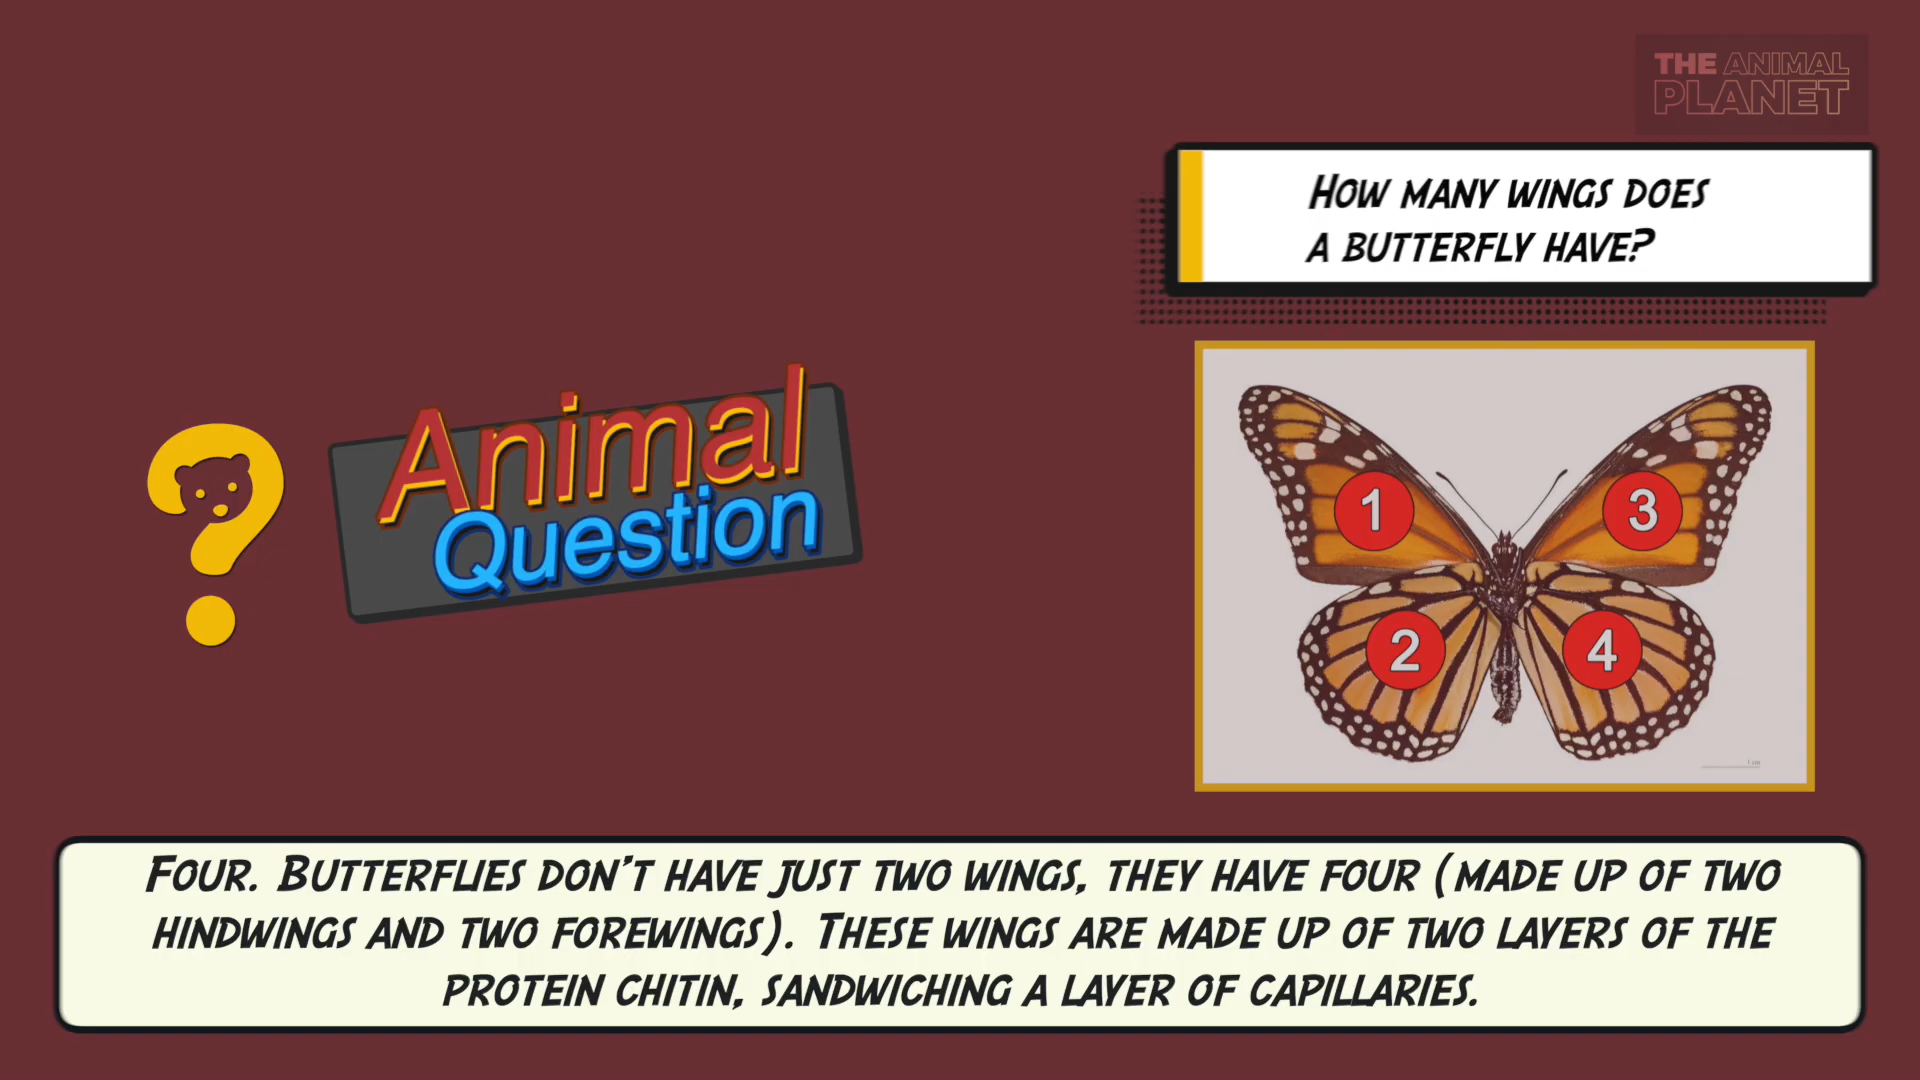 THE ANIMAL
PLANET
HOW MANY WINGS DOES
A BUTTERFLY HAVE?
Animal
Question
1
3
2
4
1 cm
FOUR. BUTTERFLIES DON'T HAVE JUST TWO WINGS, THEY HAVE FOUR (MADE UP OF TWO
HINDWINGS AND TWO FOREWINGS). THESE WINGS ARE MADE UP OF TWO LAYERS OF THE
PROTEIN CHITIN, SANDWICHING A LAYER OF CAPILLARIES.